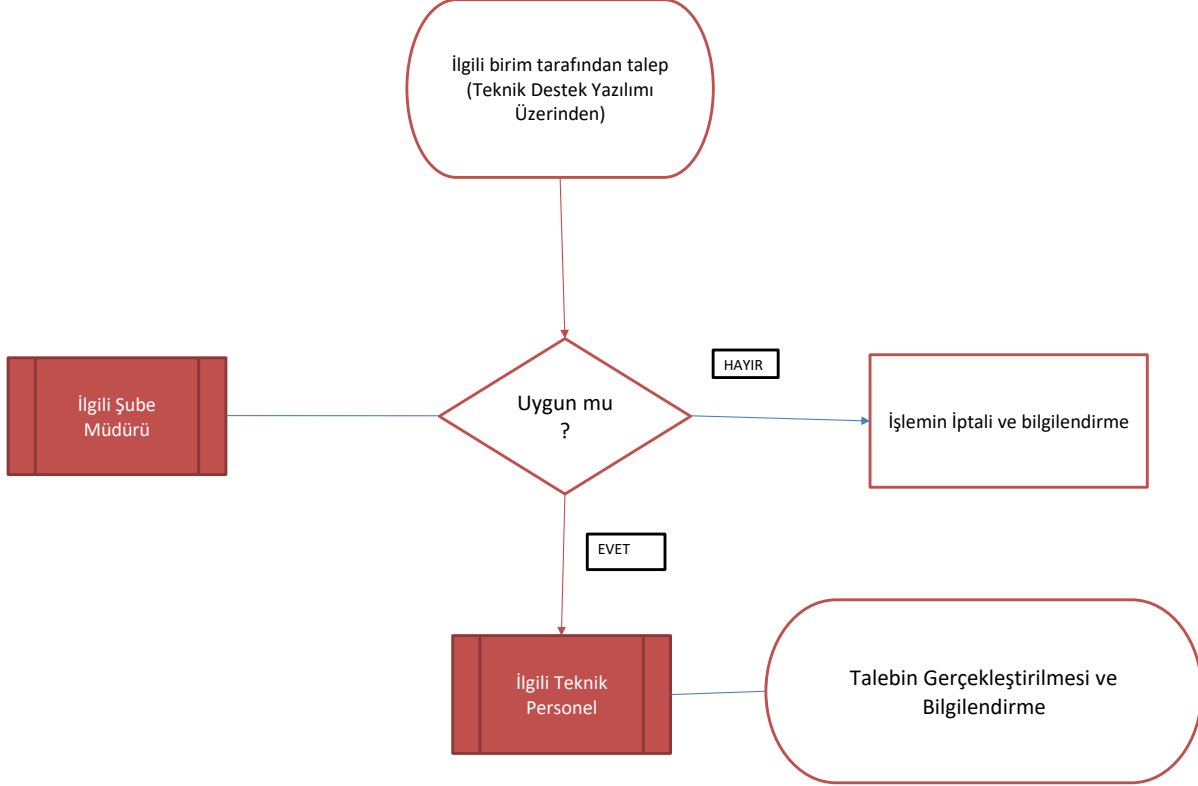 İlgili birim tarafından talep
(Teknik Destek Yazılımı
Üzerinden)
HAYIR
İlgili Şube
Müdürü
Uygun mu
?
İşlemin İptali ve bilgilendirme
EVET
İlgili Teknik
Personel
Talebin Gerçekleştirilmesi ve
Bilgilendirme